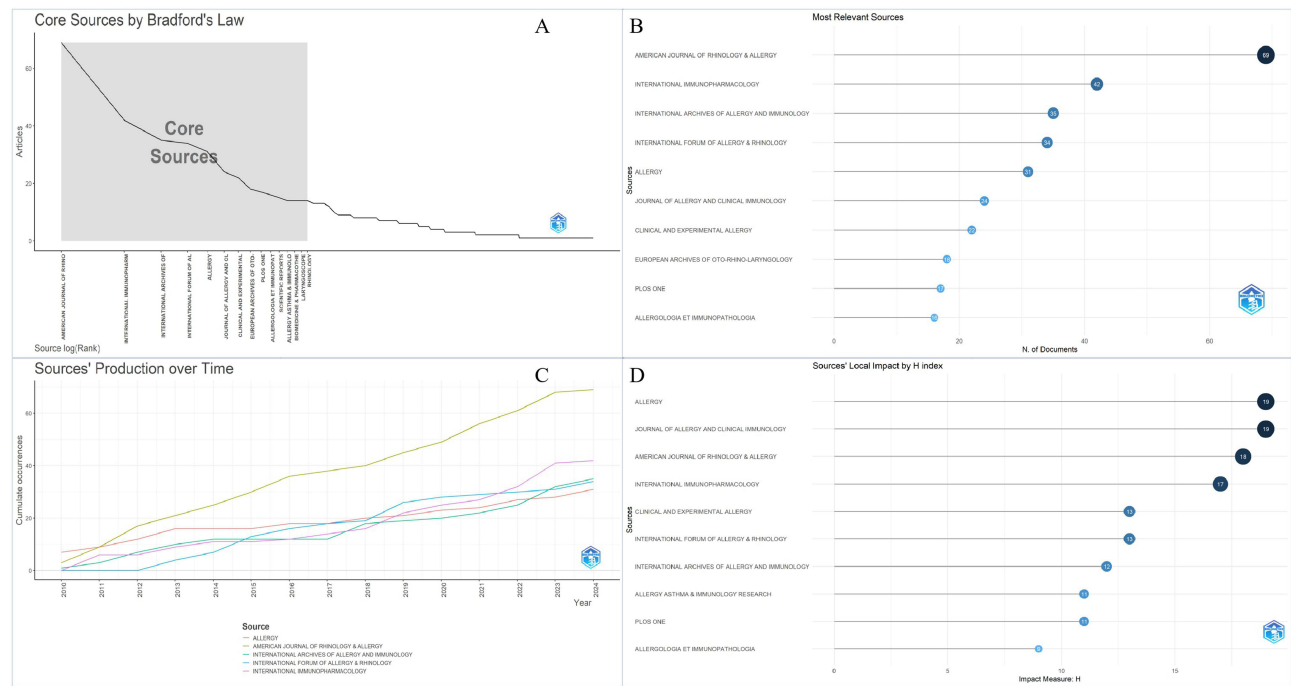 Core Sources by Bradford's Law
A
Articles
60
40
20
0
Core
Sources
AMERICAN JOURNAL OF RHINO
INTERNATIONAL IMMUNOPHARM
INTERNATIONAL ARCHIVES OF
INTERNATIONAL FORUM OF AL
ALLERGY
JOURNAL OF ALLERGY AND CL
CLINICAL AND EXPERIMENTAL
EUROPEAN ARCHIVES OF OTO-
PLOS ONE
ALLERGOLOGIA ET IMMUNOPAT
SCIENTIFIC REPORTS
ALLERGY ASTHMA & IMMUNOLO
BIOMEDICINE & PHARMACOTHE
LARYNGOSCOPE
RHINOLOGY
Source log(Rank)
B
Most Relevant Sources
Sources
AMERICAN JOURNAL OF RHINOLOGY & ALLERGY
69
INTERNATIONAL IMMUNOPHARMACOLOGY
42
INTERNATIONAL ARCHIVES OF ALLERGY AND IMMUNOLOGY
35
INTERNATIONAL FORUM OF ALLERGY & RHINOLOGY
34
ALLERGY
31
JOURNAL OF ALLERGY AND CLINICAL IMMUNOLOGY
24
CLINICAL AND EXPERIMENTAL ALLERGY
22
EUROPEAN ARCHIVES OF OTO-RHINO-LARYNGOLOGY
18
PLOS ONE
17
ALLERGOLOGIA ET IMMUNOPATHOLOGIA
16
0
20
40
60
N. of Documents
Sources' Production over Time
C
Cumulate occurrences
60
40
20
0
2010
2011
2012
2013
2014
2015
2016
2017
2018
2019
2020
2021
2022
2023
2024
Year
Source
ALLERGY
AMERICAN JOURNAL OF RHINOLOGY & ALLERGY
INTERNATIONAL ARCHIVES OF ALLERGY AND IMMUNOLOGY
INTERNATIONAL FORUM OF ALLERGY & RHINOLOGY
INTERNATIONAL IMMUNOPHARMACOLOGY
D
Sources' Local Impact by H index
Sources
ALLERGY
19
JOURNAL OF ALLERGY AND CLINICAL IMMUNOLOGY
19
AMERICAN JOURNAL OF RHINOLOGY & ALLERGY
18
INTERNATIONAL IMMUNOPHARMACOLOGY
17
CLINICAL AND EXPERIMENTAL ALLERGY
13
INTERNATIONAL FORUM OF ALLERGY & RHINOLOGY
13
INTERNATIONAL ARCHIVES OF ALLERGY AND IMMUNOLOGY
12
ALLERGY ASTHMA & IMMUNOLOGY RESEARCH
11
PLOS ONE
11
ALLERGOLOGIA ET IMMUNOPATHOLOGIA
9
0
5
10
15
Impact Measure: H